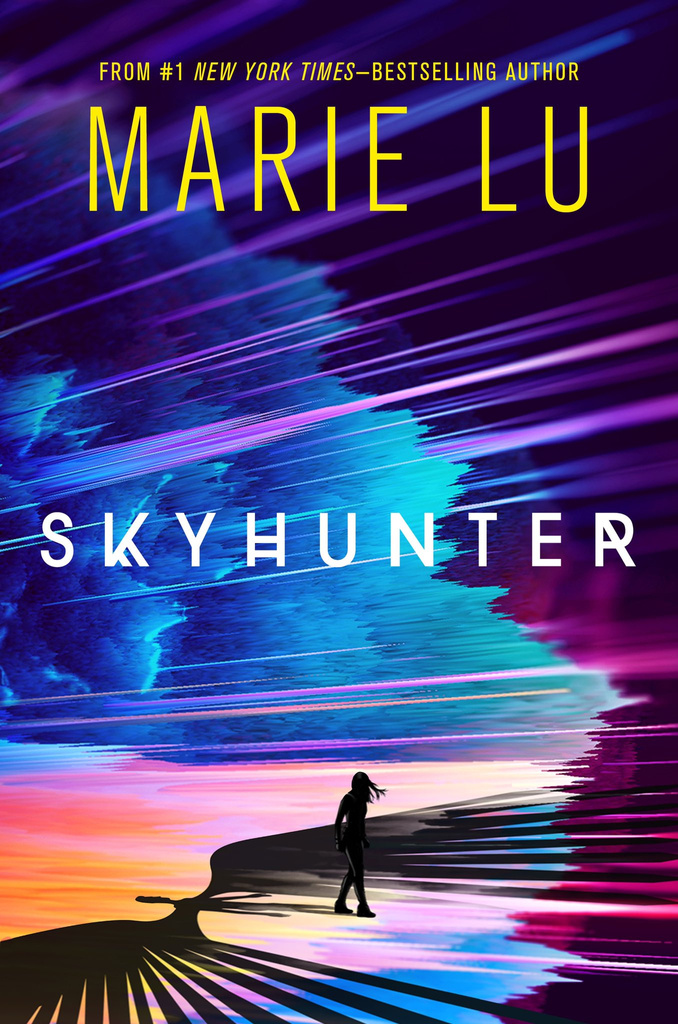 FROM #1 NEW YORK TIMES–BESTSELLING AUTHOR
MARIE LU
SKYHUNTER